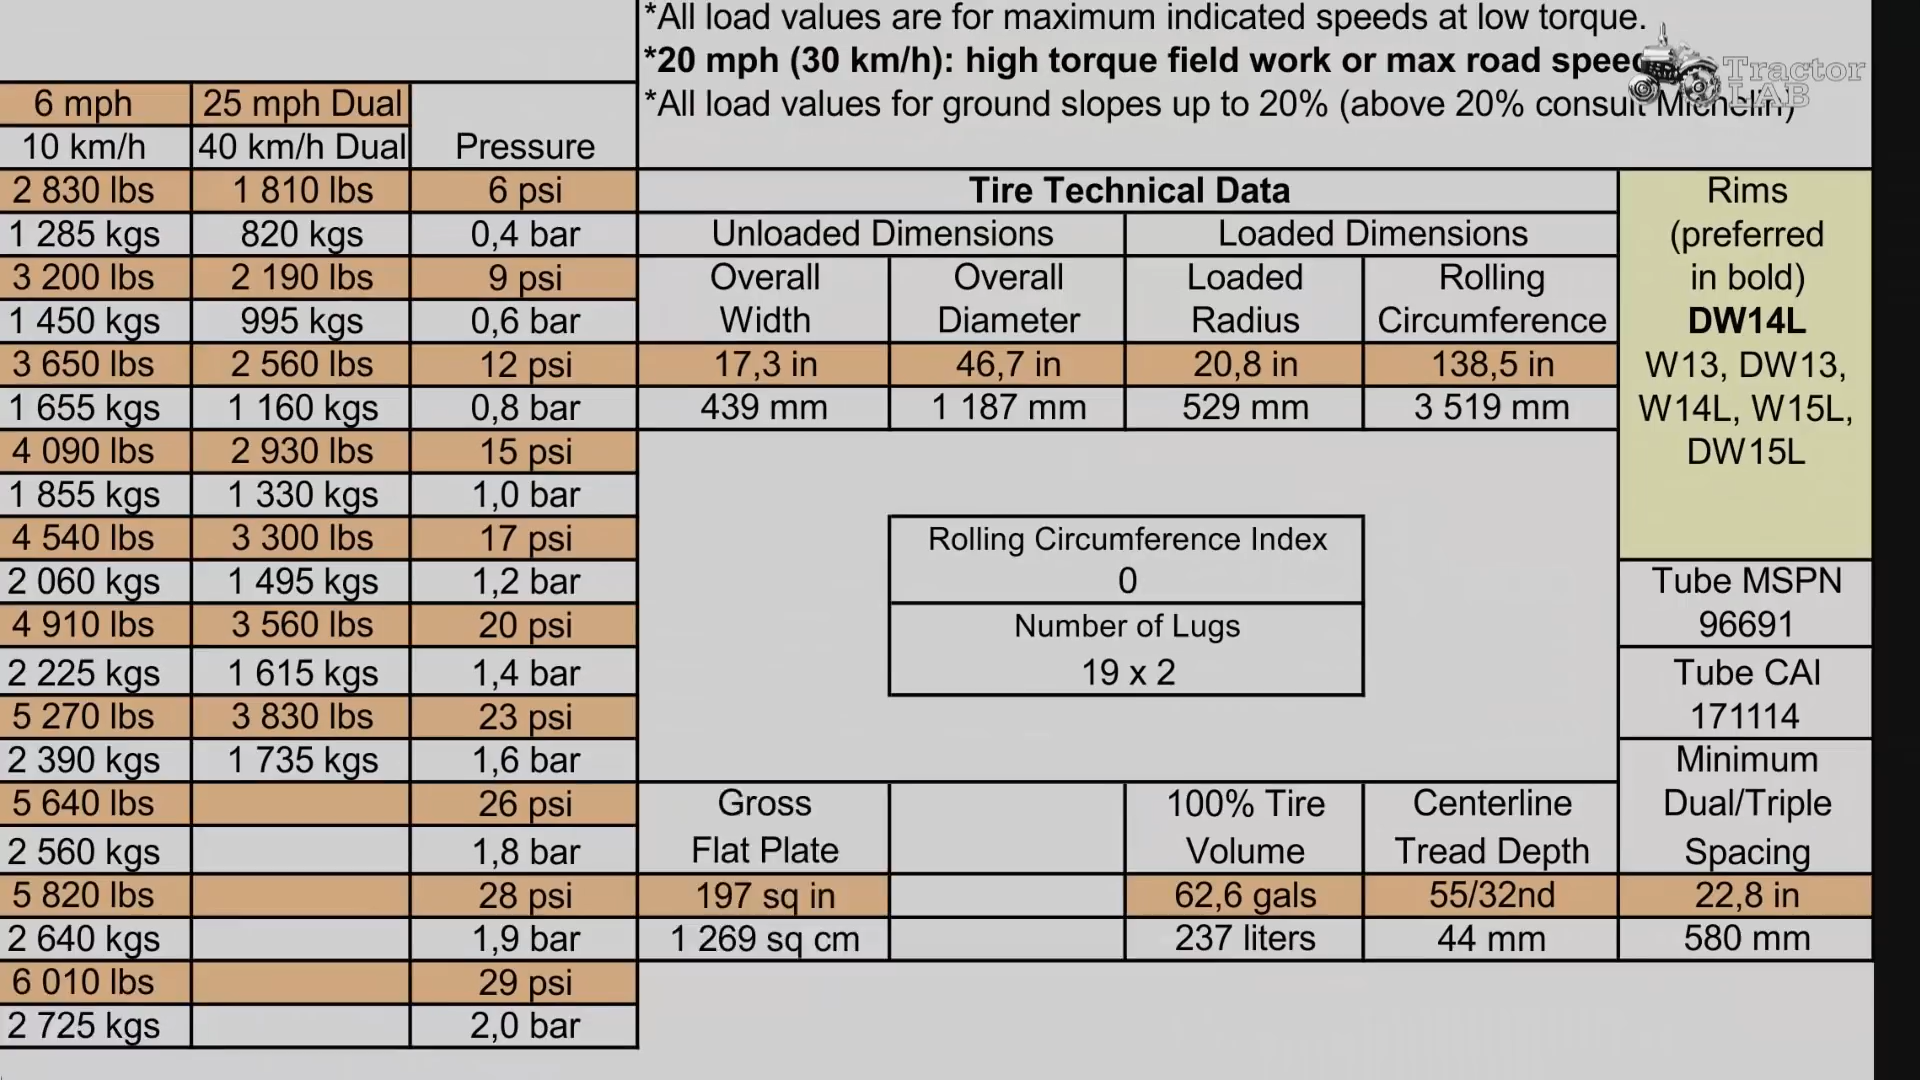 *All load values are for maximum indicated speeds at low torque.
*20 mph (30 km/h): high torque field work or max road speed
*All load values for ground slopes up to 20% (above 20% consult Michelin)
Tractor
LAB
6 mph 25 mph Dual
10 km/h 40 km/h Dual Pressure
2 830 lbs 1 810 lbs 6 psi
1 285 kgs 820 kgs 0,4 bar
3 200 lbs 2 190 lbs 9 psi
1 450 kgs 995 kgs 0,6 bar
3 650 lbs 2 560 lbs 12 psi
1 655 kgs 1 160 kgs 0,8 bar
4 090 lbs 2 930 lbs 15 psi
1 855 kgs 1 330 kgs 1,0 bar
4 540 lbs 3 300 lbs 17 psi
2 060 kgs 1 495 kgs 1,2 bar
4 910 lbs 3 560 lbs 20 psi
2 225 kgs 1 615 kgs 1,4 bar
5 270 lbs 3 830 lbs 23 psi
2 390 kgs 1 735 kgs 1,6 bar
5 640 lbs 26 psi
2 560 kgs 1,8 bar
5 820 lbs 28 psi
2 640 kgs 1,9 bar
6 010 lbs 29 psi
2 725 kgs 2,0 bar
Tire Technical Data
Unloaded Dimensions Loaded Dimensions
Overall Overall Loaded Rolling
Width Diameter Radius Circumference
17,3 in 46,7 in 20,8 in 138,5 in
439 mm 1 187 mm 529 mm 3 519 mm
Rolling Circumference Index
0
Number of Lugs
19 x 2
Gross 100% Tire Centerline
Flat Plate Volume Tread Depth
197 sq in 62,6 gals 55/32nd
1 269 sq cm 237 liters 44 mm
Rims
(preferred
in bold)
DW14L
W13, DW13,
W14L, W15L,
DW15L
Tube MSPN
96691
Tube CAI
171114
Minimum
Dual/Triple
Spacing
22,8 in
580 mm